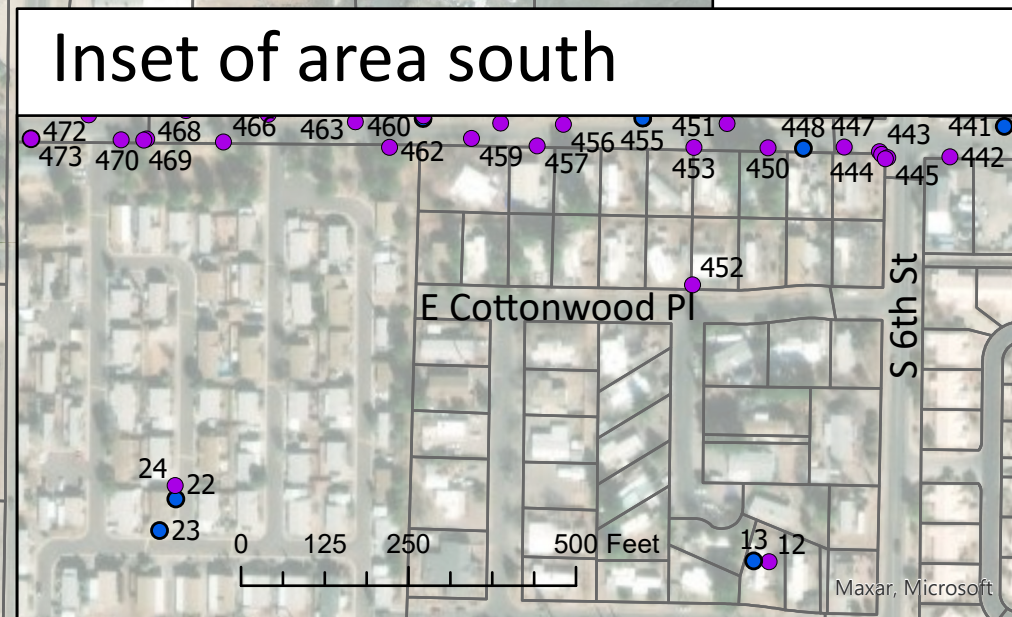 Inset of area south
472 468 466 463 460 456 455 451 448 447 443 441
473 470 469 462 459 457 453 450 444 445 442
452
E Cottonwood Pl
S 6th St
24 22
23
0 125 250 500 Feet
13 12
Maxar, Microsoft